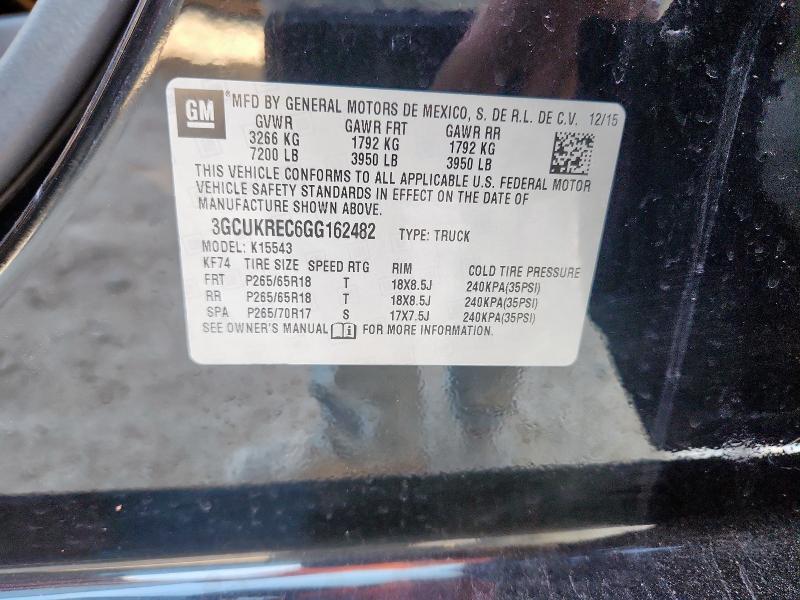 GM ®MFD BY GENERAL MOTORS DE MEXICO, S. DE R.L. DE C.V. 12/15
GVWR GAWR FRT GAWR RR
3266 KG 1792 KG 1792 KG
7200 LB 3950 LB 3950 LB
THIS VEHICLE CONFORMS TO ALL APPLICABLE U.S. FEDERAL MOTOR
VEHICLE SAFETY STANDARDS IN EFFECT ON THE DATE OF
MANUFACTURE SHOWN ABOVE.
3GCUKREC6GG162482 TYPE: TRUCK
MODEL: K15543
KF74 TIRE SIZE SPEED RTG RIM COLD TIRE PRESSURE
FRT P265/65R18 T 18X8.5J 240KPA(35PSI)
RR P265/65R18 T 18X8.5J 240KPA(35PSI)
SPA P265/70R17 S 17X7.5J 240KPA(35PSI)
SEE OWNER'S MANUAL FOR MORE INFORMATION.